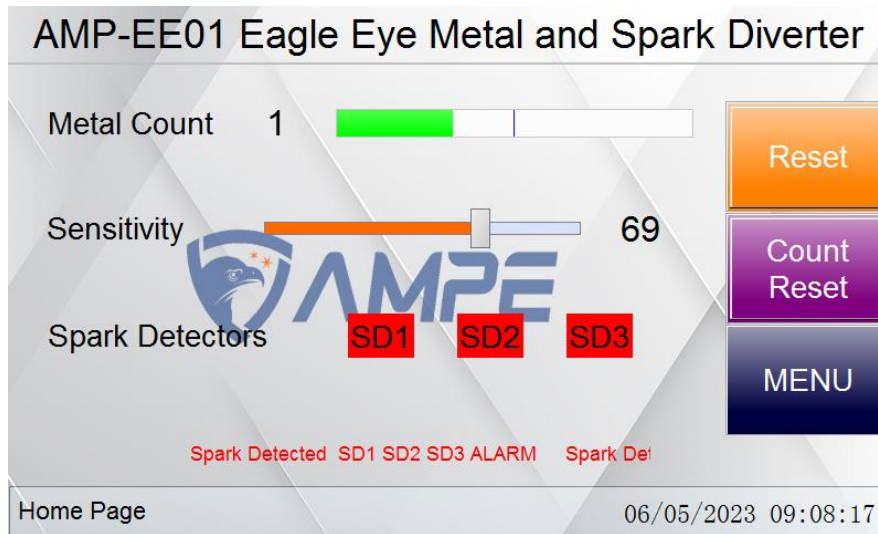 AMP-EE01 Eagle Eye Metal and Spark Diverter
Metal Count 1
Reset
Sensitivity 69
Count
Reset
AMPE
Spark Detectors SD1 SD2 SD3
MENU
Spark Detected SD1 SD2 SD3 ALARM Spark Det
Home Page 06/05/2023 09:08:17